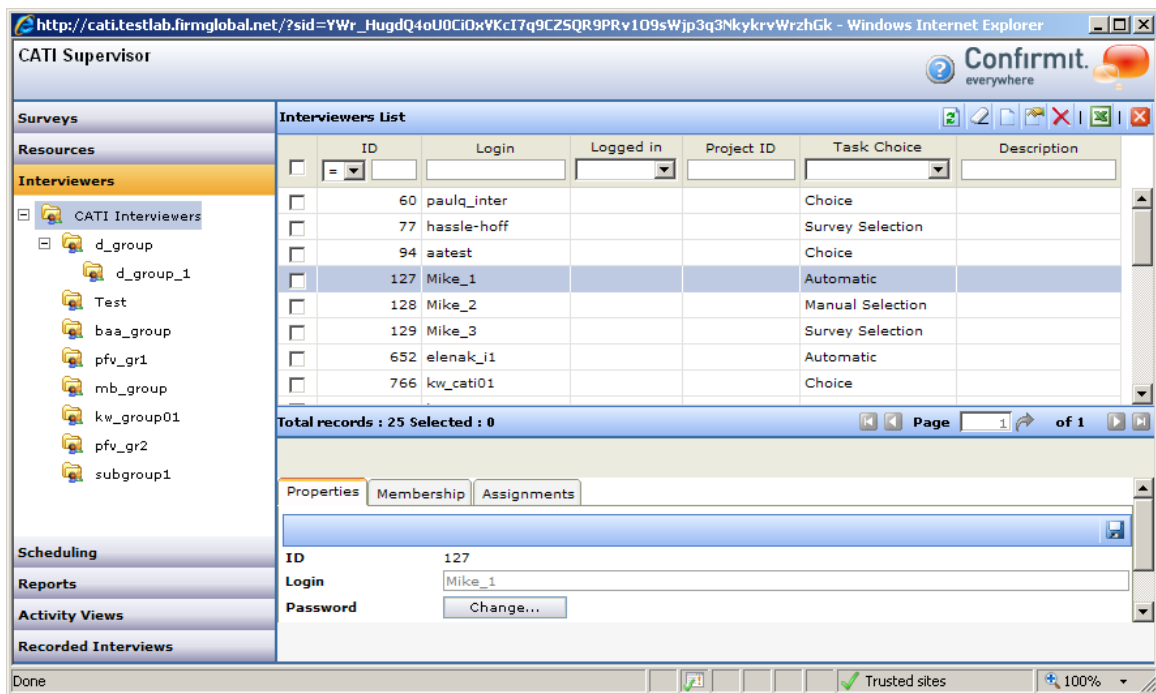 http://cati.testlab.firmglobal.net/?sid=YWr_HugdQ4oU0CiOxVKcI7q9CZSQR9PRv1O9sWjp3q3NkykrvWrzhGk - Windows Internet Explorer
CATI Supervisor
Confirmit.
everywhere
Surveys
Resources
Interviewers
CATI Interviewers
d_group
d_group_1
Test
baa_group
pfv_gr1
mb_group
kw_group01
pfv_gr2
subgroup1
Scheduling
Reports
Activity Views
Recorded Interviews
Interviewers List
ID Login Logged in Project ID Task Choice Description
=
60 paulq_inter Choice
77 hassle-hoff Survey Selection
94 aatest Choice
127 Mike_1 Automatic
128 Mike_2 Manual Selection
129 Mike_3 Survey Selection
652 elenak_i1 Automatic
766 kw_cati01 Choice
Total records : 25 Selected : 0 Page 1 of 1
Properties Membership Assignments
ID 127
Login Mike_1
Password Change...
Done Trusted sites 100%